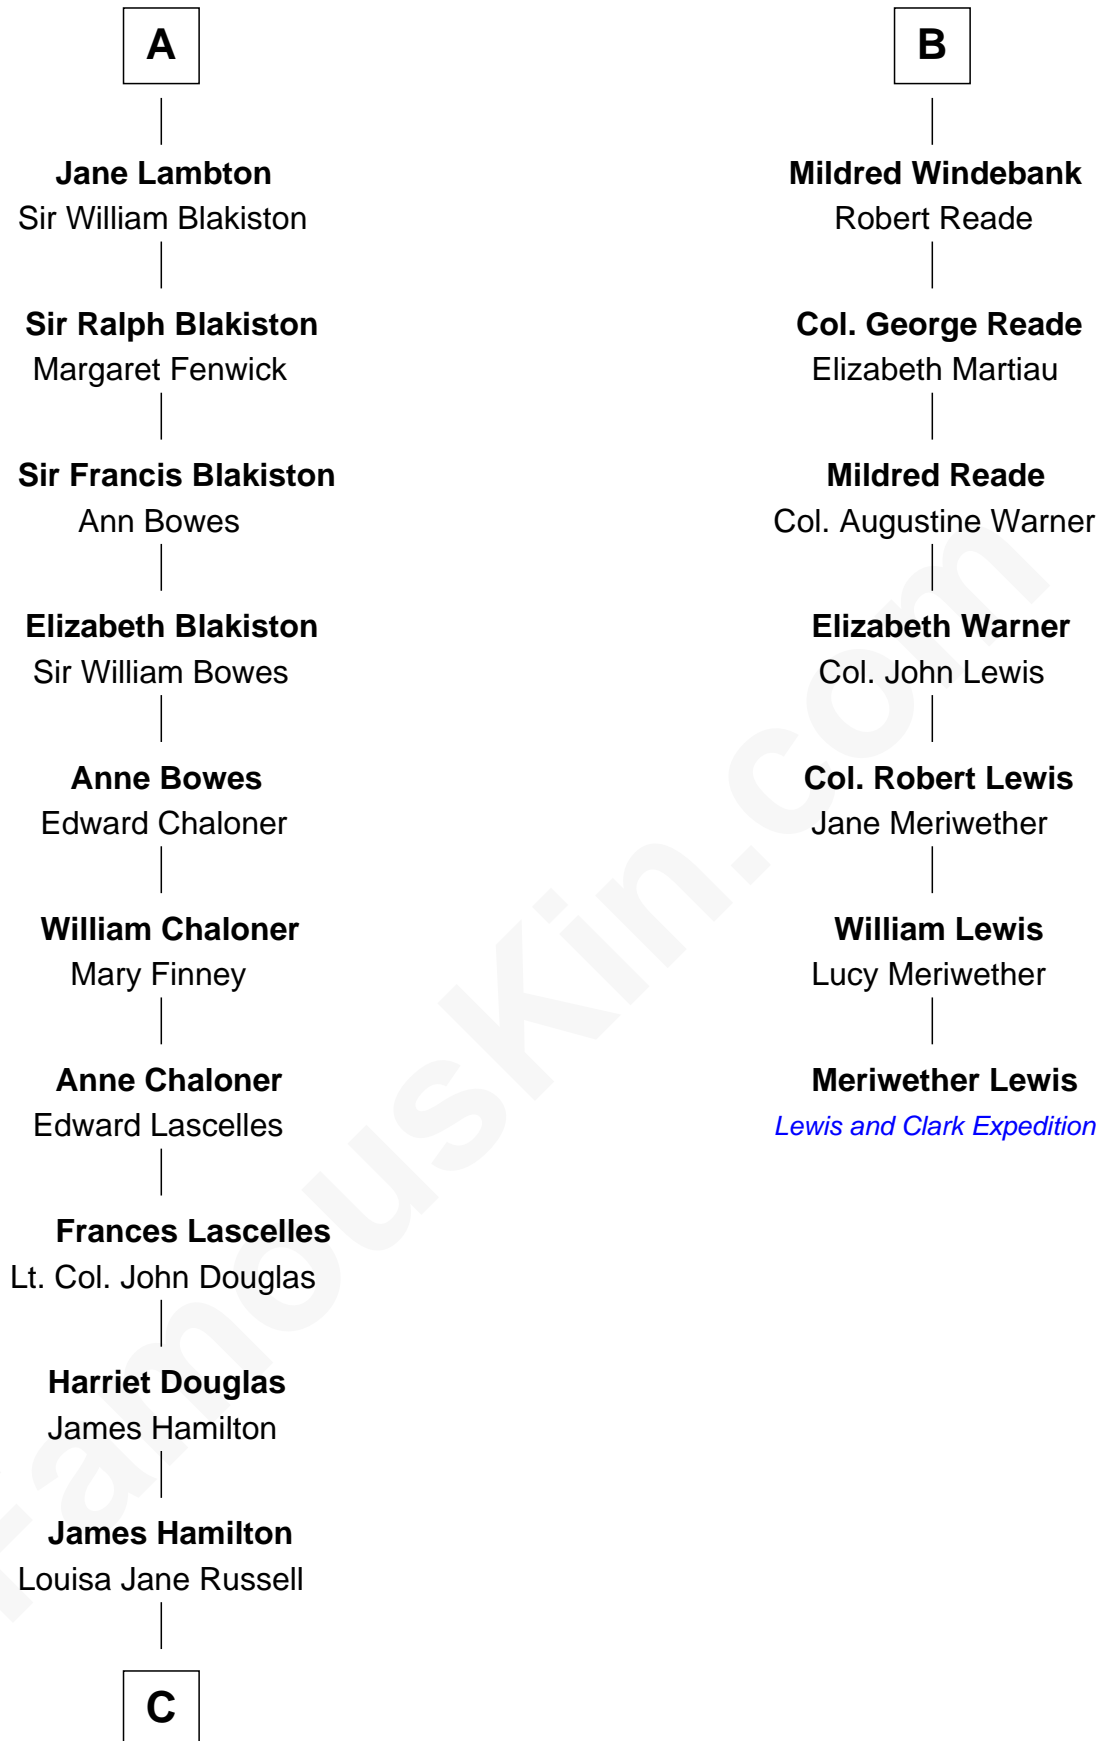 A
Jane Lambton
Sir William Blakiston
Sir Ralph Blakiston
Margaret Fenwick
Sir Francis Blakiston
Ann Bowes
Elizabeth Blakiston
Sir William Bowes
Anne Bowes
Edward Chaloner
William Chaloner
Mary Finney
Anne Chaloner
Edward Lascelles
Frances Lascelles
Lt. Col. John Douglas
Harriet Douglas
James Hamilton
James Hamilton
Louisa Jane Russell
C
B
Mildred Windebank
Robert Reade
Col. George Reade
Elizabeth Martiau
Mildred Reade
Col. Augustine Warner
Elizabeth Warner
Col. John Lewis
Col. Robert Lewis
Jane Meriwether
William Lewis
Lucy Meriwether
Meriwether Lewis
Lewis and Clark Expedition
FamousKin.com